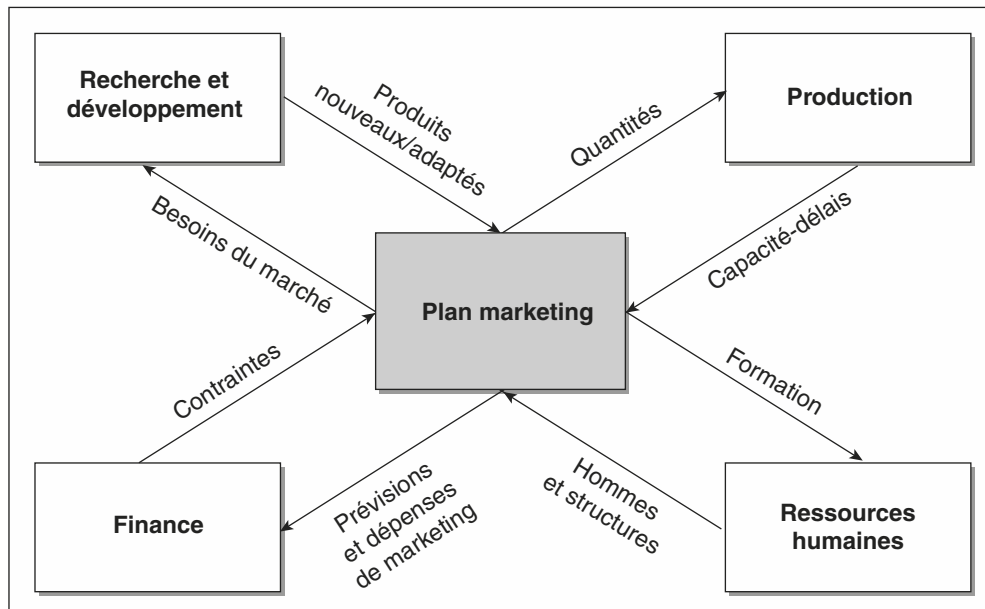 Recherche et
développement
Produits
nouveaux/adaptés
Quantités
Production
Besoins du marché
Capacité-délais
Plan marketing
Contraintes
Formation
Finance
Prévisions
et dépenses
de marketing
Hommes
et structures
Ressources
humaines